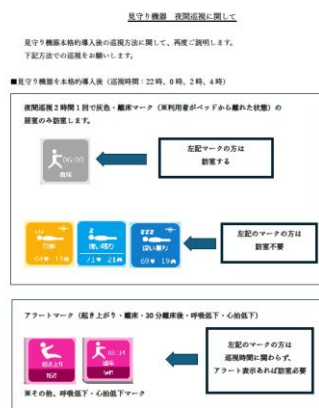 見守り機器　夜間巡視に関して
見守り機器本格的導入後の巡視方法に関して、再度ご説明します。
下記方法での巡視をお願いします。
■見守り機器を本格的導入後（巡視時間：22時、0時、2時、4時）
夜間巡視2時間1回で灰色・離床マーク（※利用者がベッドから離れた状態）の
居室のみ訪室します。
06:00
離床
左記マークの方は
訪室する
浅い眠り
深い眠り
71♥ 21
69♥ 19
左記のマークの方は
訪室不要
アラートマーク（起き上がり・離床・30分離床後・呼吸低下・心拍低下）
起き上がり
離床
左記のマークの方は
巡視時間に関わらず、
アラート表示あれば訪室必要
※その他、呼吸低下・心拍低下マーク